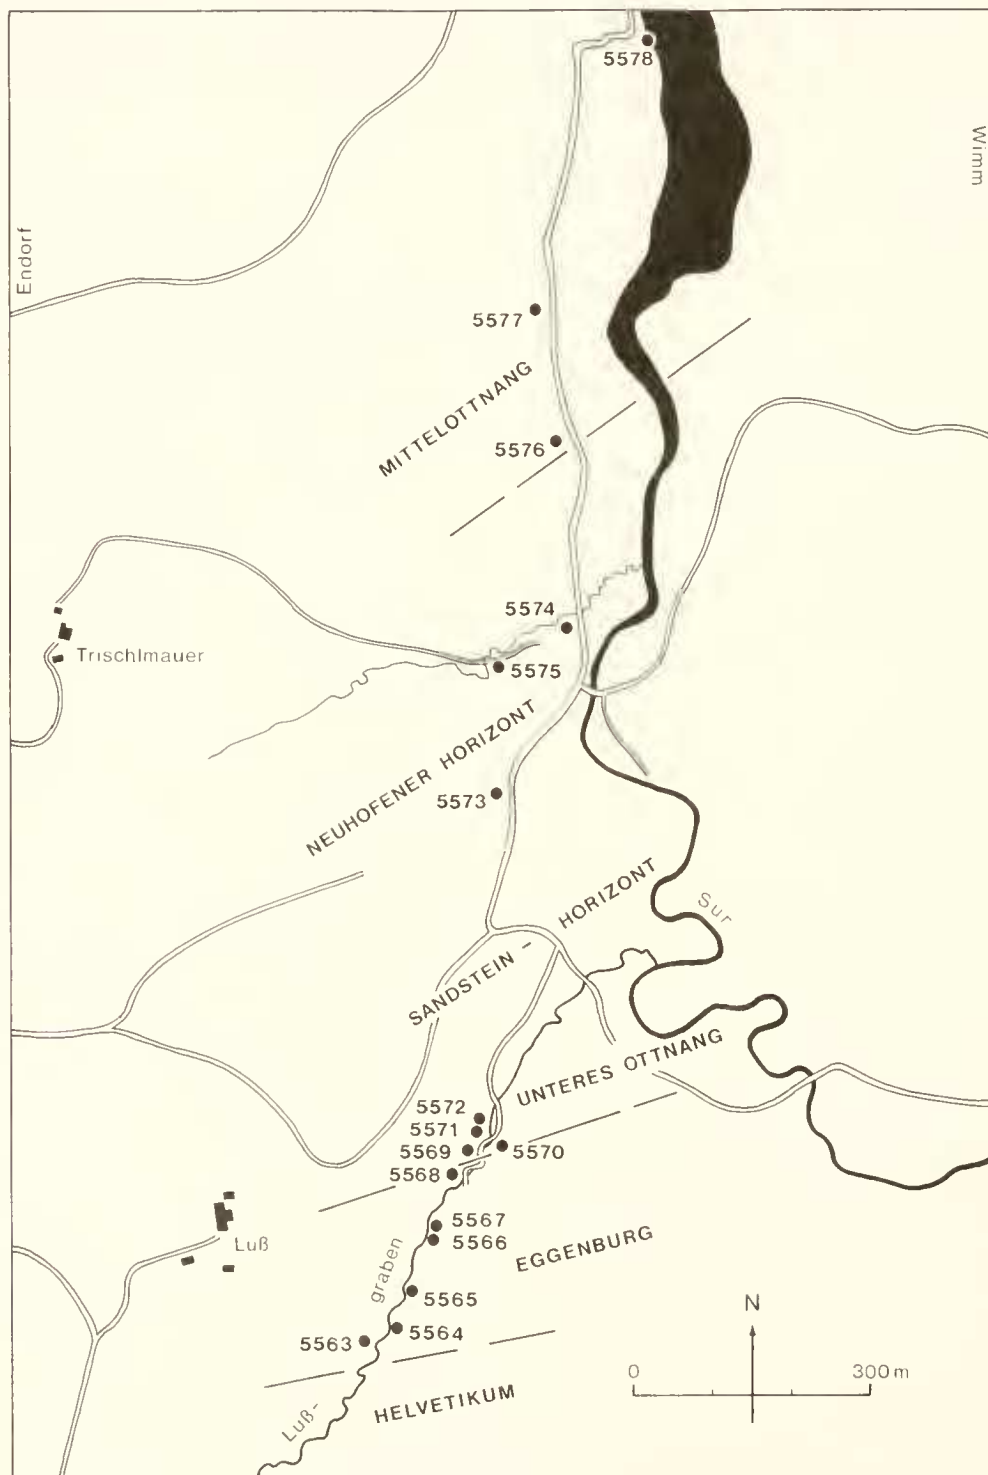 5578
Wimm
Endorf
5577
MITTELOTTNANG
5576
5574
Trischlmauer
5575
NEUHOFENER HORIZONT
5573
SANDSTEIN – HORIZONT
Sur
UNTERES OTTNANG
5572
5571
5569
5570
5568
5567
5566
Luß
EGGENBURG
5565
5564
5563
Luß-graben
HELVETIKUM
N
0 300 m